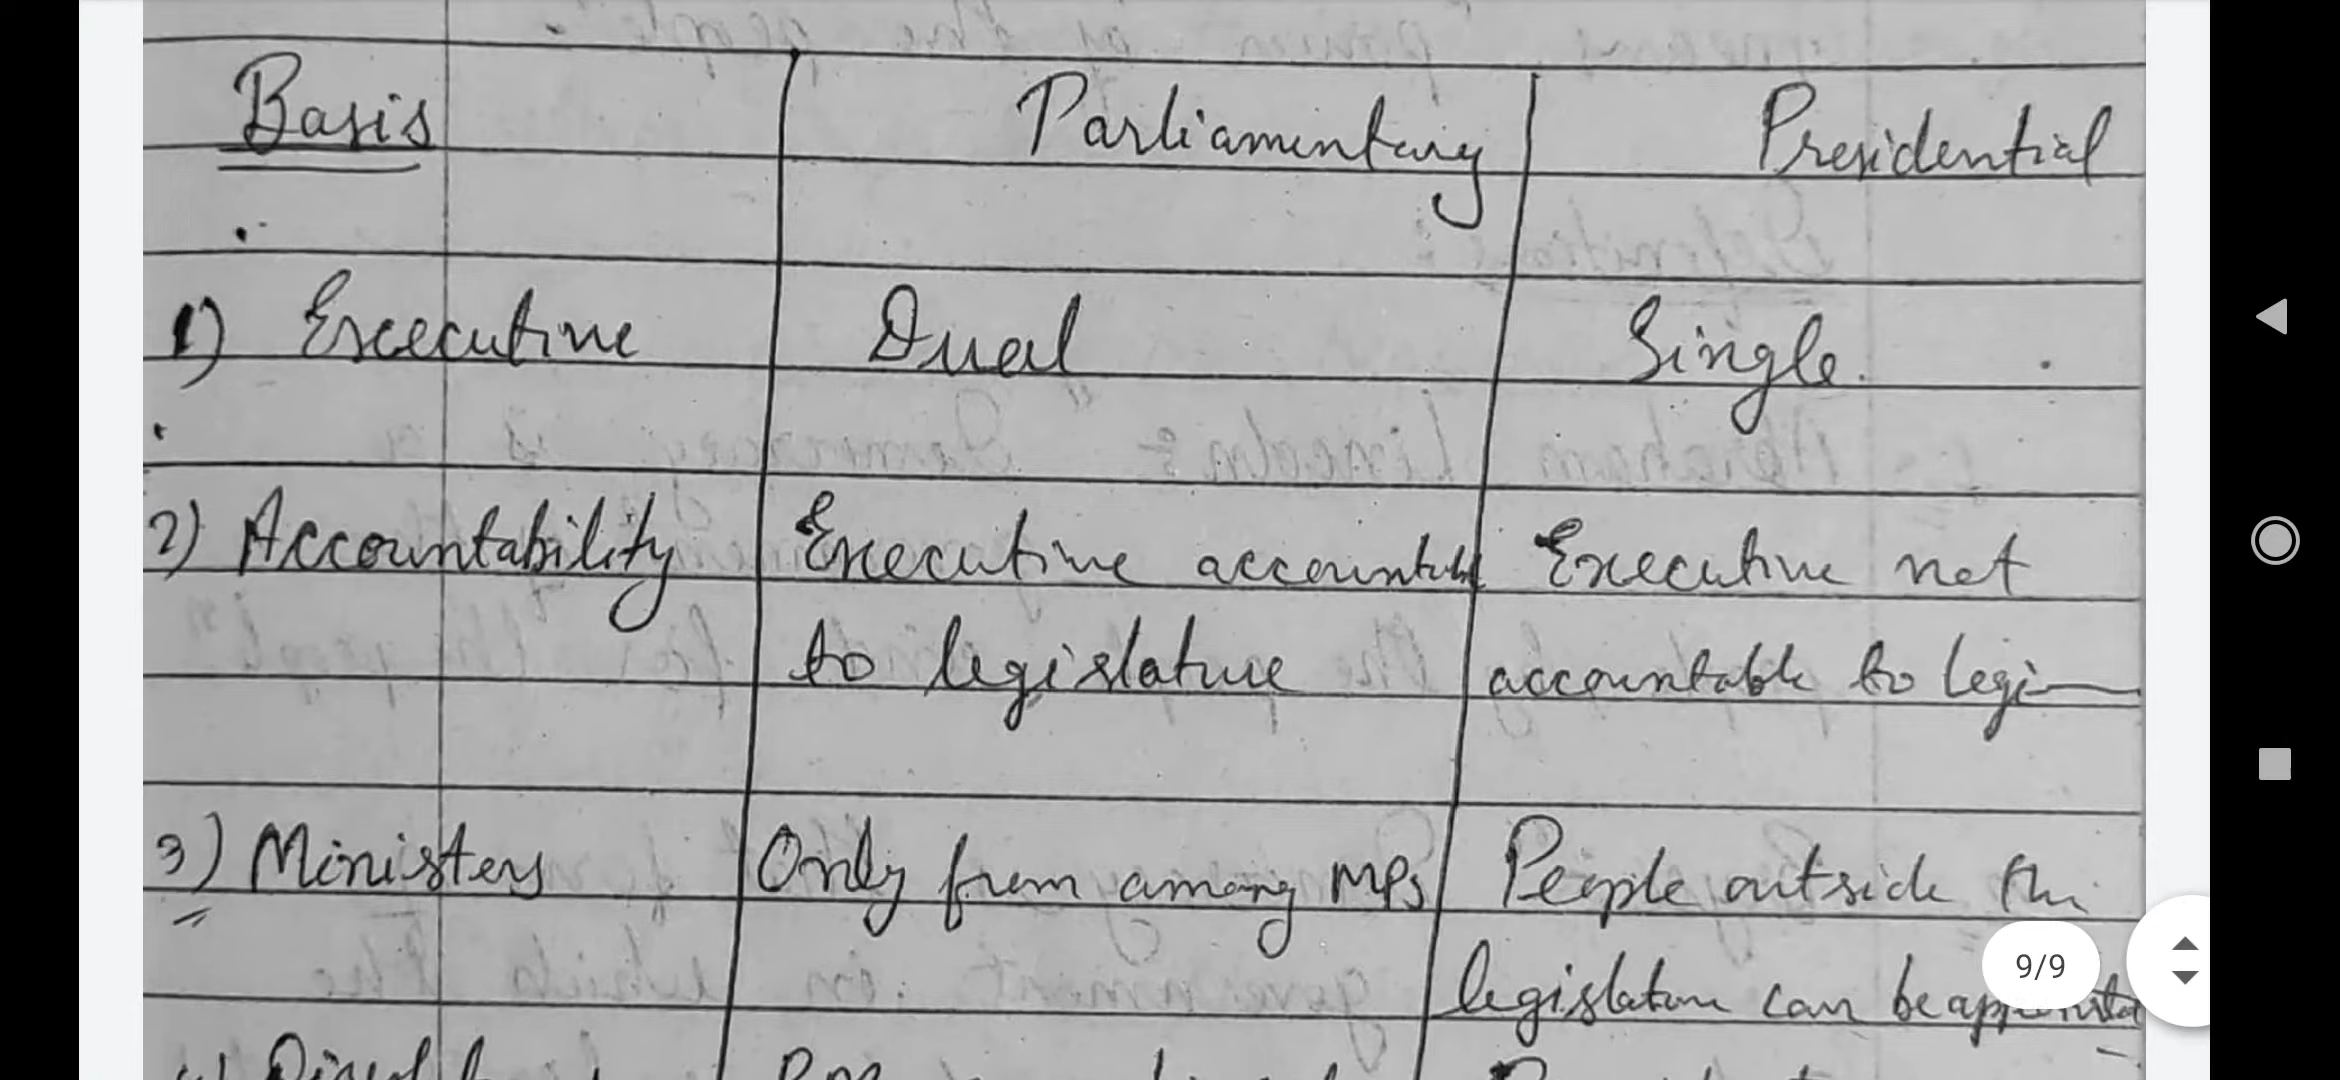 Basis Parliamentary Presidential
1) Executive Dual Single.
2) Accountability Executive accountable Executive not
to legislature accountable to legi—
3) Ministers Only from among MPs People outside the
legislature can be appointed
9/9